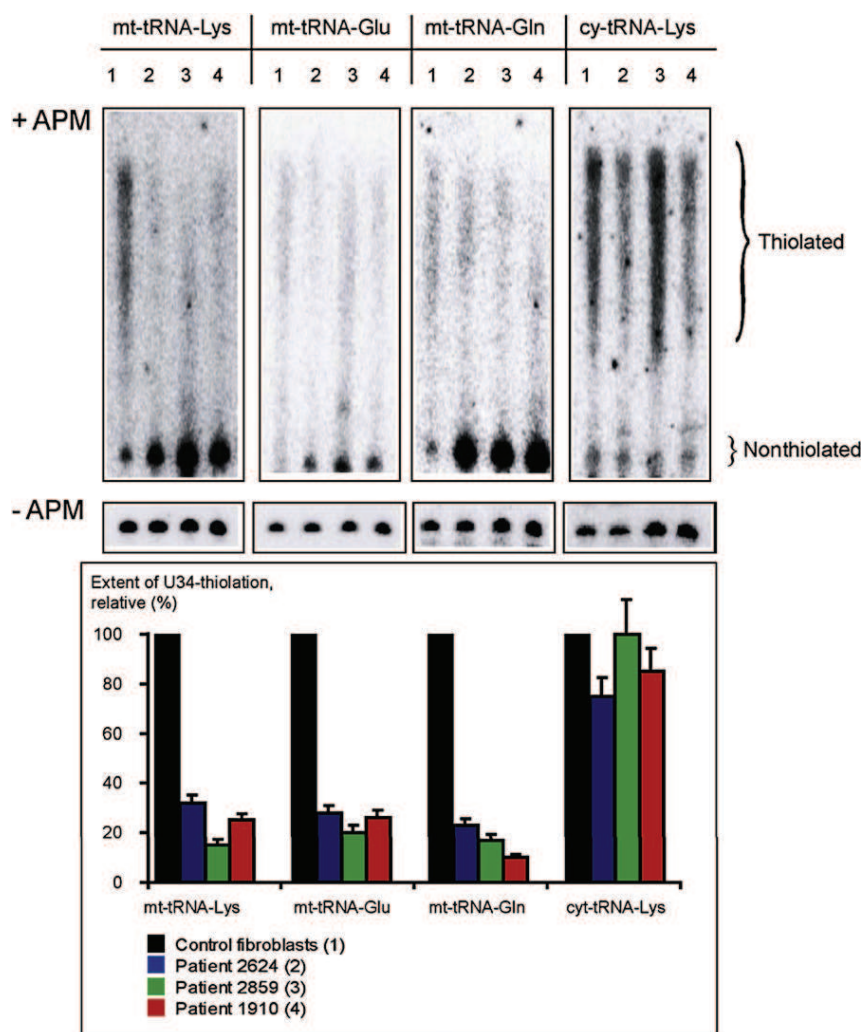 mt-tRNA-Lys mt-tRNA-Glu mt-tRNA-Gln cy-tRNA-Lys
1 2 3 4 1 2 3 4 1 2 3 4 1 2 3 4
+ APM
Thiolated
Nonthiolated
- APM
Extent of U34-thiolation,
relative (%)
100
80
60
40
20
0
mt-tRNA-Lys mt-tRNA-Glu mt-tRNA-Gln cyt-tRNA-Lys
Control fibroblasts (1)
Patient 2624 (2)
Patient 2859 (3)
Patient 1910 (4)